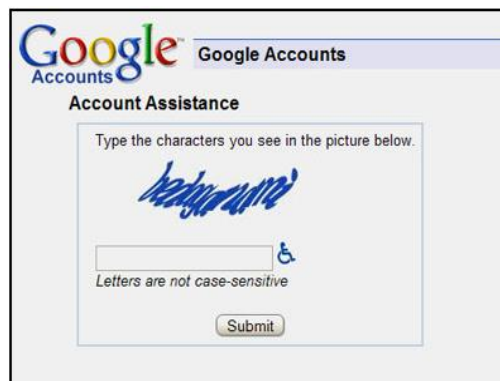 Google™
Accounts
Google Accounts
Account Assistance
Type the characters you see in the picture below.
Letters are not case-sensitive
Submit